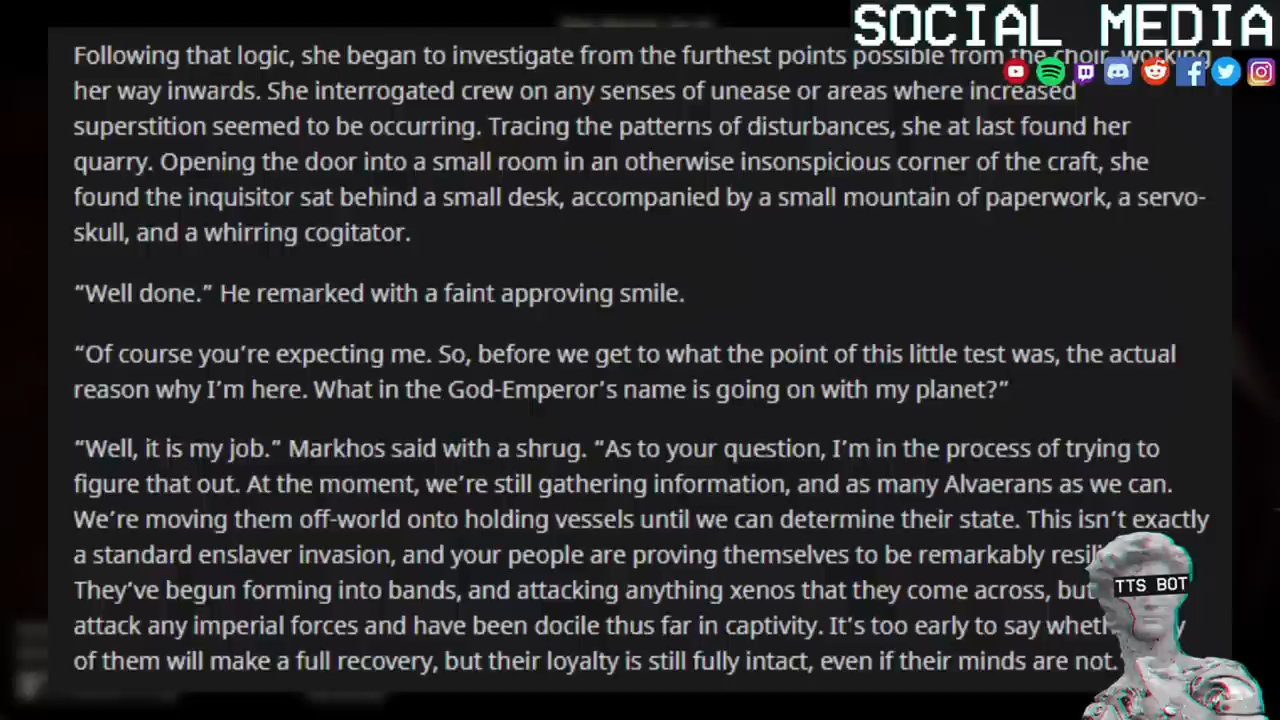 SOCIAL MEDIA
Following that logic, she began to investigate from the furthest points possible from the choir, working
her way inwards. She interrogated crew on any senses of unease or areas where increased
superstition seemed to be occurring. Tracing the patterns of disturbances, she at last found her
quarry. Opening the door into a small room in an otherwise insonspicious corner of the craft, she
found the inquisitor sat behind a small desk, accompanied by a small mountain of paperwork, a servo-
skull, and a whirring cogitator.
“Well done.” He remarked with a faint approving smile.
“Of course you’re expecting me. So, before we get to what the point of this little test was, the actual
reason why I’m here. What in the God-Emperor’s name is going on with my planet?”
“Well, it is my job.” Markhos said with a shrug. “As to your question, I’m in the process of trying to
figure that out. At the moment, we’re still gathering information, and as many Alvaerans as we can.
We’re moving them off-world onto holding vessels until we can determine their state. This isn’t exactly
a standard enslaver invasion, and your people are proving themselves to be remarkably
They’ve begun forming into bands, and attacking anything xenos that they come across, but
attack any imperial forces and have been docile thus far in captivity. It’s too early to say
of them will make a full recovery, but their loyalty is still fully intact, even if their minds are not.
TTS BOT